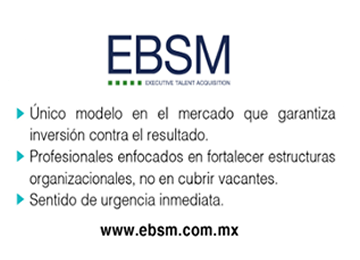 EBSM
EXECUTIVE TALENT ACQUISITION
Único modelo en el mercado que garantiza
inversión contra el resultado.
Profesionales enfocados en fortalecer estructuras
organizacionales, no en cubrir vacantes.
Sentido de urgencia inmediata.
www.ebsm.com.mx